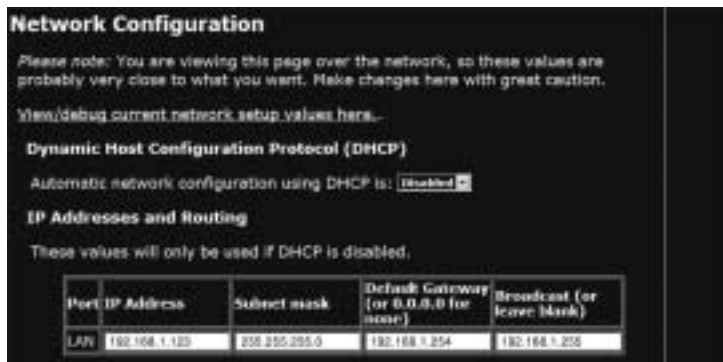 Network Configuration
Please note: You are viewing this page over the network, so these values are
probably very close to what you want. Make changes here with great caution.
View/debug current network setup values here.
Dynamic Host Configuration Protocol (DHCP)
Automatic network configuration using DHCP is: Disabled
IP Addresses and Routing
These values will only be used if DHCP is disabled.
Port IP Address Subnet mask Default Gateway (or 0.0.0.0 for none) Broadcast (or leave blank)
LAN 192.168.1.123 255.255.255.0 192.168.1.254 192.168.1.255